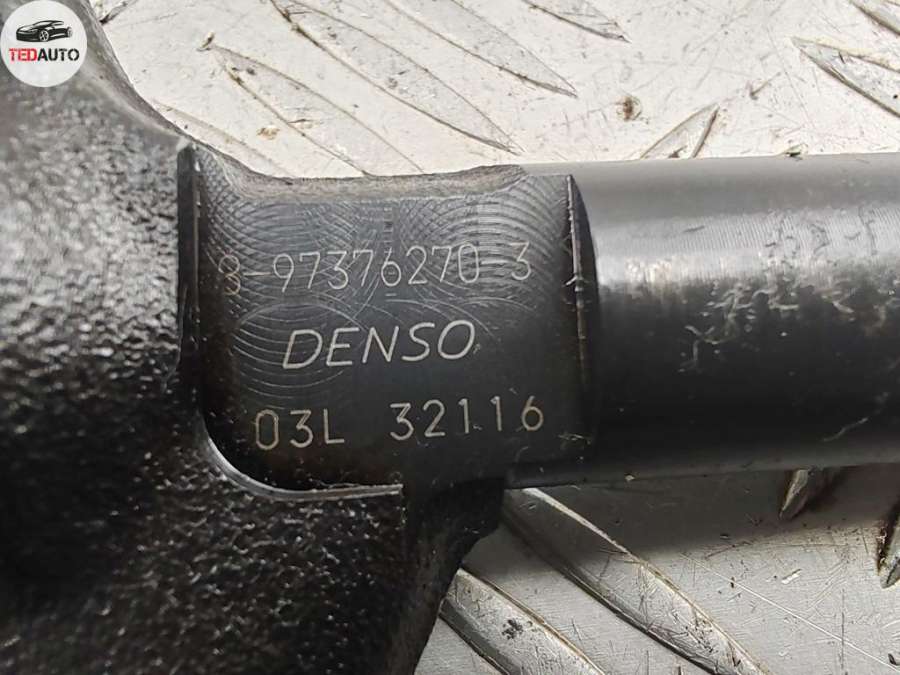 TEDAUTO
8-97376270-3
DENSO
03L 32116